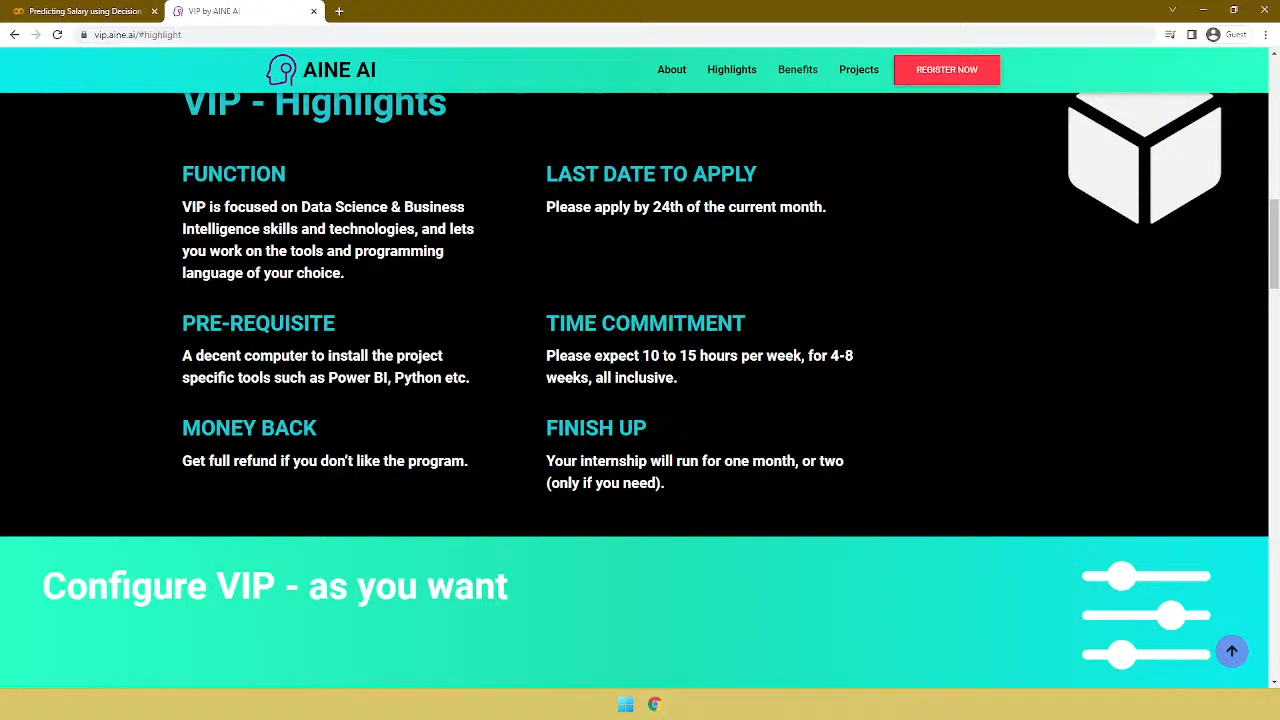 Predicting Salary using Decision
VIP by AINE AI
vip.aine.ai/#highlight
Guest
AINE AI
About
Highlights
Benefits
Projects
REGISTER NOW
VIP - Highlights
FUNCTION
VIP is focused on Data Science & Business
Intelligence skills and technologies, and lets
you work on the tools and programming
language of your choice.
LAST DATE TO APPLY
Please apply by 24th of the current month.
PRE-REQUISITE
A decent computer to install the project
specific tools such as Power BI, Python etc.
TIME COMMITMENT
Please expect 10 to 15 hours per week, for 4-8
weeks, all inclusive.
MONEY BACK
Get full refund if you don’t like the program.
FINISH UP
Your internship will run for one month, or two
(only if you need).
Configure VIP - as you want